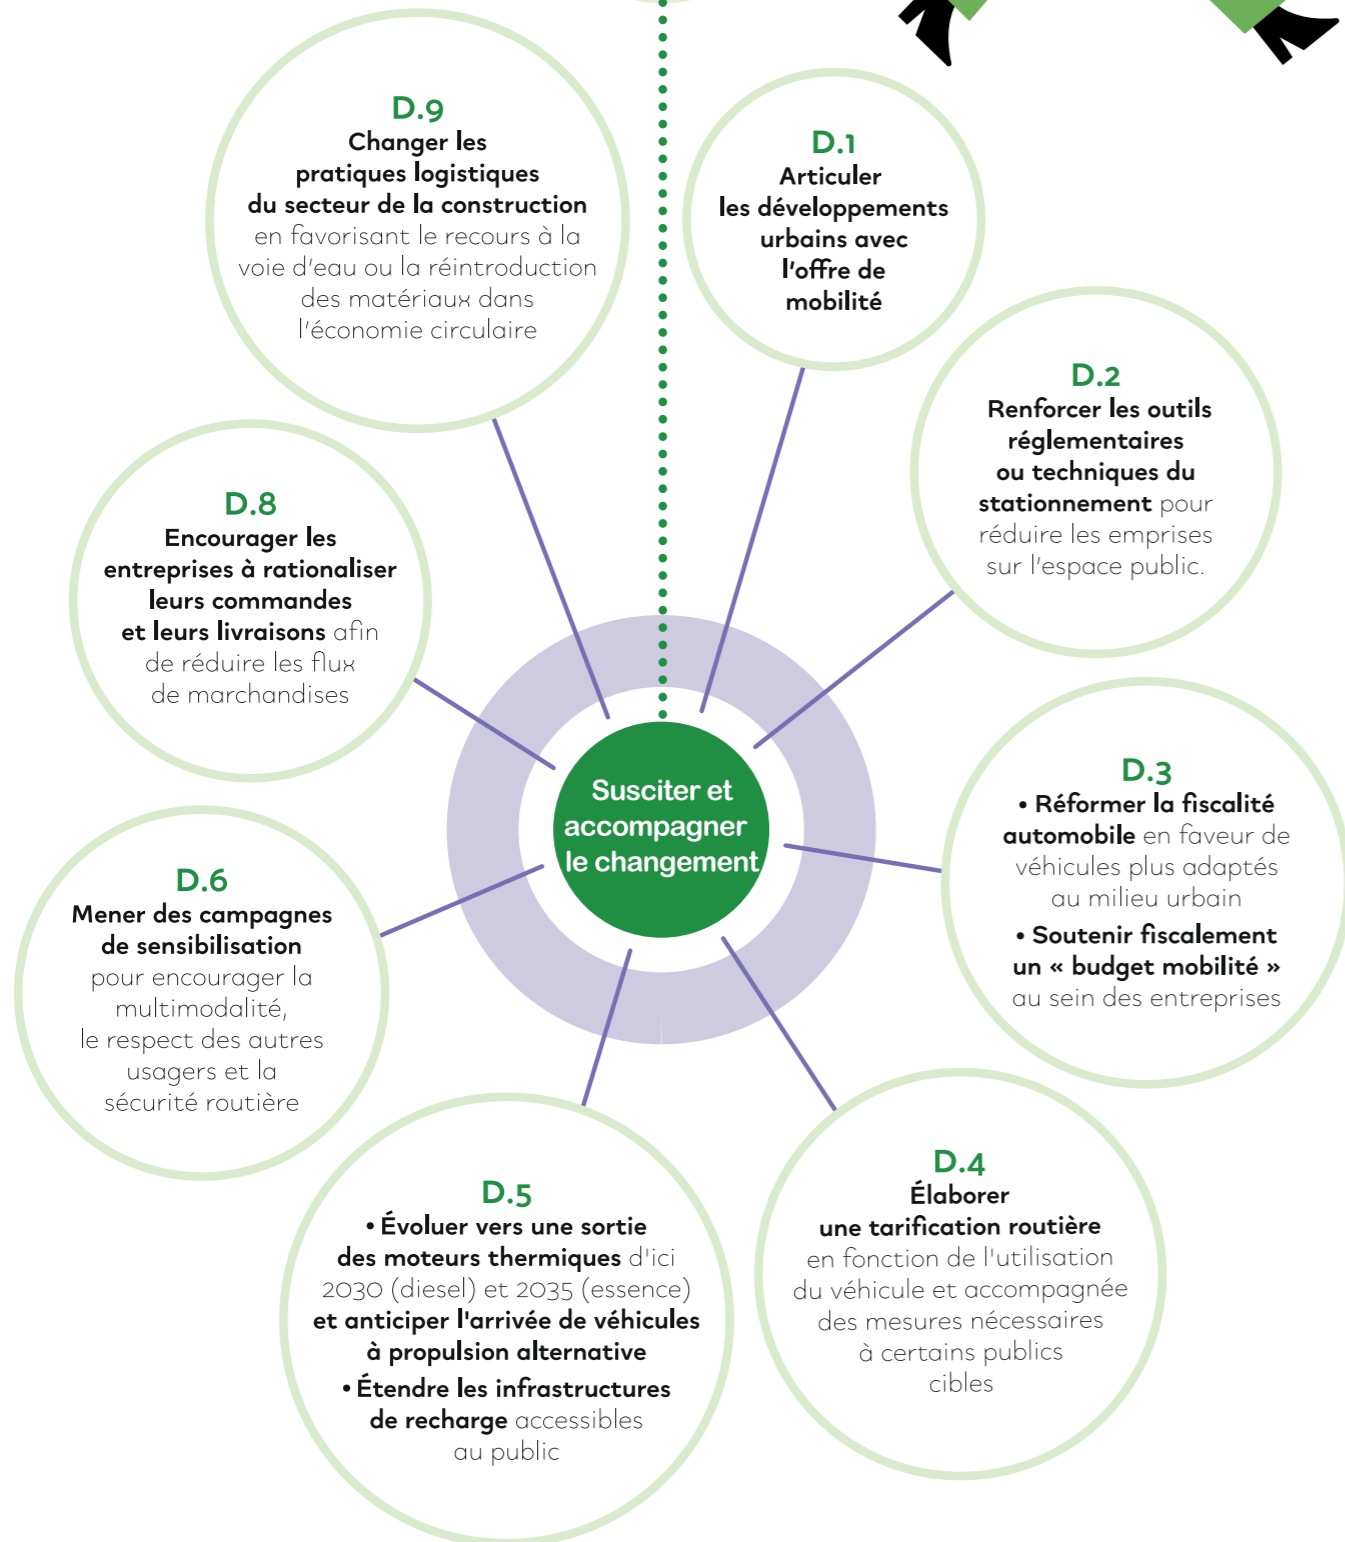 D.9
Changer les
pratiques logistiques
du secteur de la construction
en favorisant le recours à la
voie d'eau ou la réintroduction
des matériaux dans
l'économie circulaire
D.1
Articuler
les développements
urbains avec
l'offre de
mobilité
D.2
Renforcer les outils
réglementaires
ou techniques du
stationnement pour
réduire les emprises
sur l'espace public.
D.8
Encourager les
entreprises à rationaliser
leurs commandes
et leurs livraisons afin
de réduire les flux
de marchandises
Susciter et
accompagner
le changement
D.3
• Réformer la fiscalité
automobile en faveur de
véhicules plus adaptés
au milieu urbain
• Soutenir fiscalement
un « budget mobilité »
au sein des entreprises
D.6
Mener des campagnes
de sensibilisation
pour encourager la
multimodalité,
le respect des autres
usagers et la
sécurité routière
D.5
• Évoluer vers une sortie
des moteurs thermiques d'ici
2030 (diesel) et 2035 (essence)
et anticiper l'arrivée de véhicules
à propulsion alternative
• Étendre les infrastructures
de recharge accessibles
au public
D.4
Élaborer
une tarification routière
en fonction de l'utilisation
du véhicule et accompagnée
des mesures nécessaires
à certains publics
cibles